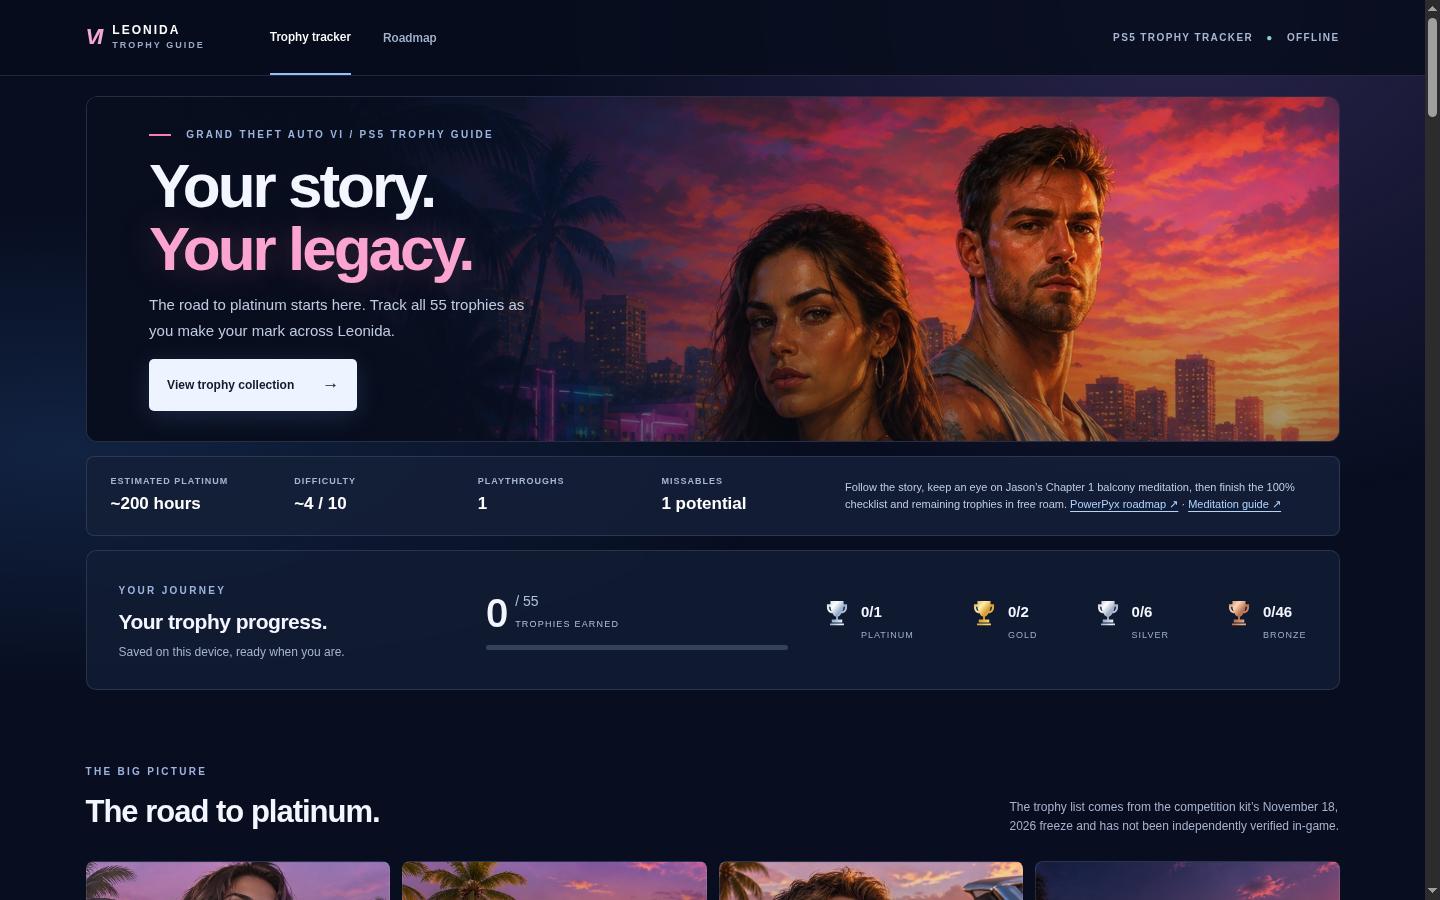 VI
LEONIDA
TROPHY GUIDE
Trophy tracker
Roadmap
PS5 TROPHY TRACKER • OFFLINE
GRAND THEFT AUTO VI / PS5 TROPHY GUIDE
Your story.
Your legacy.
The road to platinum starts here. Track all 55 trophies as
you make your mark across Leonida.
View trophy collection →
ESTIMATED PLATINUM
~200 hours
DIFFICULTY
~4 / 10
PLAYTHROUGHS
1
MISSABLES
1 potential
Follow the story, keep an eye on Jason’s Chapter 1 balcony meditation, then finish the 100%
checklist and remaining trophies in free roam. PowerPyx roadmap ↗ · Meditation guide ↗
YOUR JOURNEY
Your trophy progress.
Saved on this device, ready when you are.
0 / 55
TROPHIES EARNED
0/1
PLATINUM
0/2
GOLD
0/6
SILVER
0/46
BRONZE
THE BIG PICTURE
The road to platinum.
The trophy list comes from the competition kit’s November 18,
2026 freeze and has not been independently verified in-game.